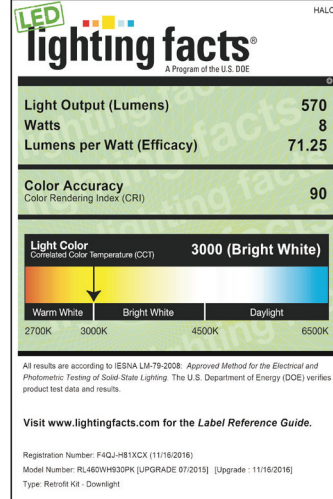 LED
HALO
lighting facts®
A Program of the U.S. DOE
Light Output (Lumens) 570
Watts 8
Lumens per Watt (Efficacy) 71.25
Color Accuracy
Color Rendering Index (CRI) 90
Light Color
Correlated Color Temperature (CCT) 3000 (Bright White)
Warm White Bright White Daylight
2700K 3000K 4500K 6500K
All results are according to IESNA LM-79-2008: Approved Method for the Electrical and
Photometric Testing of Solid-State Lighting. The U.S. Department of Energy (DOE) verifies
product test data and results.
Visit www.lightingfacts.com for the Label Reference Guide.
Registration Number: F4QJ-H81XCX (11/16/2016)
Model Number: RL460WH930PK [UPGRADE 07/2015] [Upgrade : 11/16/2016]
Type: Retrofit Kit - Downlight